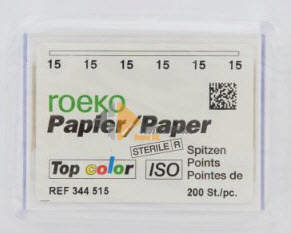 15 15 15 15 15 15
roeko
Papier/Paper
STERILE R
Spitzen
Top color ISO Points
Pointes de
REF 344 515 200 St./pc.